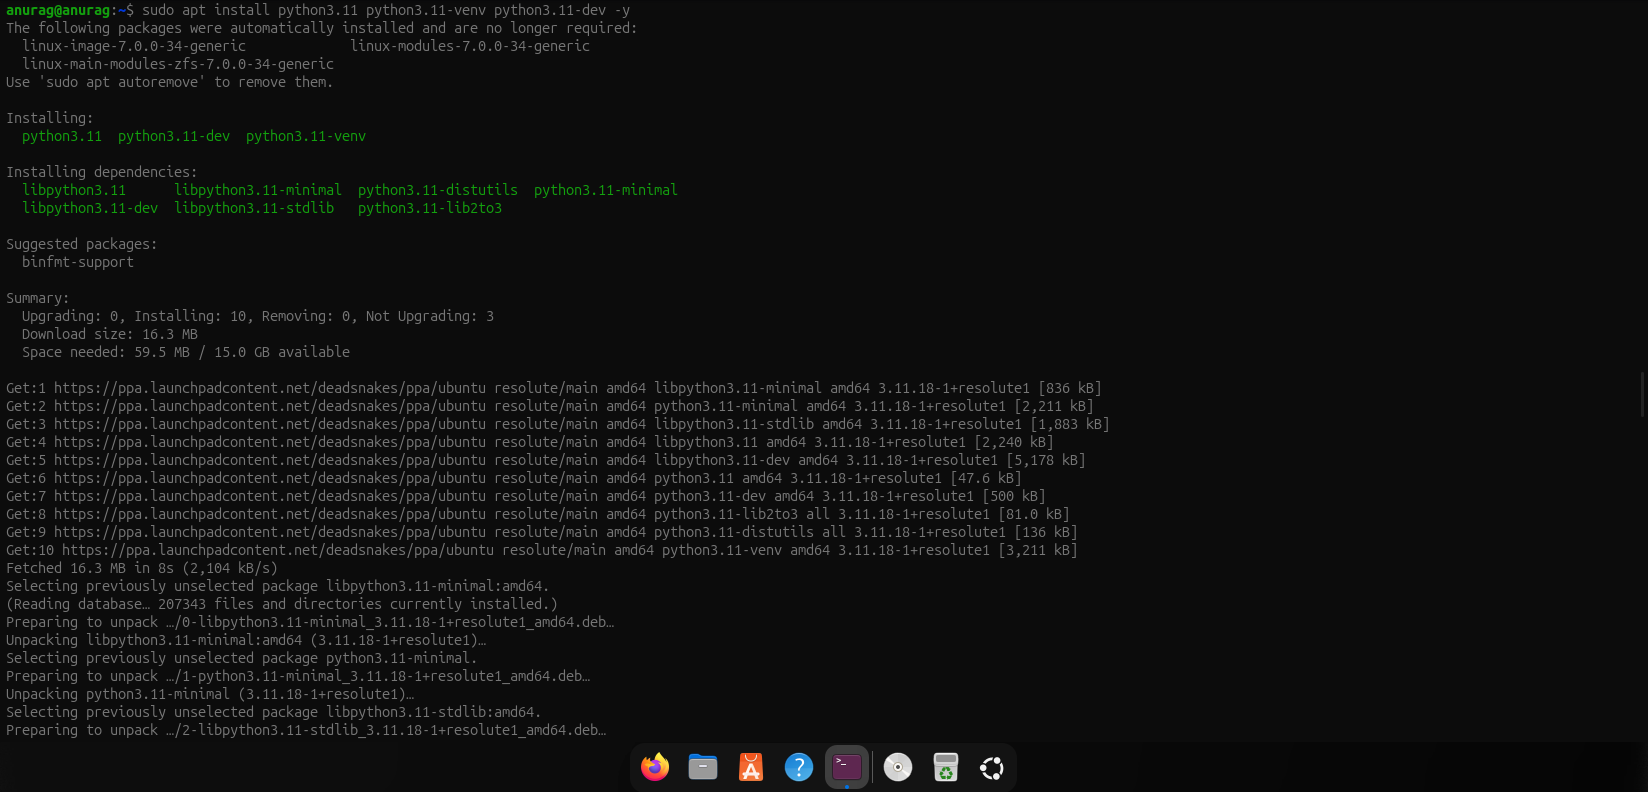 anurag@anurag:~$ sudo apt install python3.11 python3.11-venv python3.11-dev -y
The following packages were automatically installed and are no longer required:
  linux-image-7.0.0-34-generic             linux-modules-7.0.0-34-generic
  linux-main-modules-zfs-7.0.0-34-generic
Use 'sudo apt autoremove' to remove them.

Installing:
  python3.11  python3.11-dev  python3.11-venv

Installing dependencies:
  libpython3.11      libpython3.11-minimal  python3.11-distutils  python3.11-minimal
  libpython3.11-dev  libpython3.11-stdlib   python3.11-lib2to3

Suggested packages:
  binfmt-support

Summary:
  Upgrading: 0, Installing: 10, Removing: 0, Not Upgrading: 3
  Download size: 16.3 MB
  Space needed: 59.5 MB / 15.0 GB available

Get:1 https://ppa.launchpadcontent.net/deadsnakes/ppa/ubuntu resolute/main amd64 libpython3.11-minimal amd64 3.11.18-1+resolute1 [836 kB]
Get:2 https://ppa.launchpadcontent.net/deadsnakes/ppa/ubuntu resolute/main amd64 python3.11-minimal amd64 3.11.18-1+resolute1 [2,211 kB]
Get:3 https://ppa.launchpadcontent.net/deadsnakes/ppa/ubuntu resolute/main amd64 libpython3.11-stdlib amd64 3.11.18-1+resolute1 [1,883 kB]
Get:4 https://ppa.launchpadcontent.net/deadsnakes/ppa/ubuntu resolute/main amd64 libpython3.11 amd64 3.11.18-1+resolute1 [2,240 kB]
Get:5 https://ppa.launchpadcontent.net/deadsnakes/ppa/ubuntu resolute/main amd64 libpython3.11-dev amd64 3.11.18-1+resolute1 [5,178 kB]
Get:6 https://ppa.launchpadcontent.net/deadsnakes/ppa/ubuntu resolute/main amd64 python3.11 amd64 3.11.18-1+resolute1 [47.6 kB]
Get:7 https://ppa.launchpadcontent.net/deadsnakes/ppa/ubuntu resolute/main amd64 python3.11-dev amd64 3.11.18-1+resolute1 [500 kB]
Get:8 https://ppa.launchpadcontent.net/deadsnakes/ppa/ubuntu resolute/main amd64 python3.11-lib2to3 all 3.11.18-1+resolute1 [81.0 kB]
Get:9 https://ppa.launchpadcontent.net/deadsnakes/ppa/ubuntu resolute/main amd64 python3.11-distutils all 3.11.18-1+resolute1 [136 kB]
Get:10 https://ppa.launchpadcontent.net/deadsnakes/ppa/ubuntu resolute/main amd64 python3.11-venv amd64 3.11.18-1+resolute1 [3,211 kB]
Fetched 16.3 MB in 8s (2,104 kB/s)
Selecting previously unselected package libpython3.11-minimal:amd64.
(Reading database… 207343 files and directories currently installed.)
Preparing to unpack …/0-libpython3.11-minimal_3.11.18-1+resolute1_amd64.deb…
Unpacking libpython3.11-minimal:amd64 (3.11.18-1+resolute1)…
Selecting previously unselected package python3.11-minimal.
Preparing to unpack …/1-python3.11-minimal_3.11.18-1+resolute1_amd64.deb…
Unpacking python3.11-minimal (3.11.18-1+resolute1)…
Selecting previously unselected package libpython3.11-stdlib:amd64.
Preparing to unpack …/2-libpython3.11-stdlib_3.11.18-1+resolute1_amd64.deb…